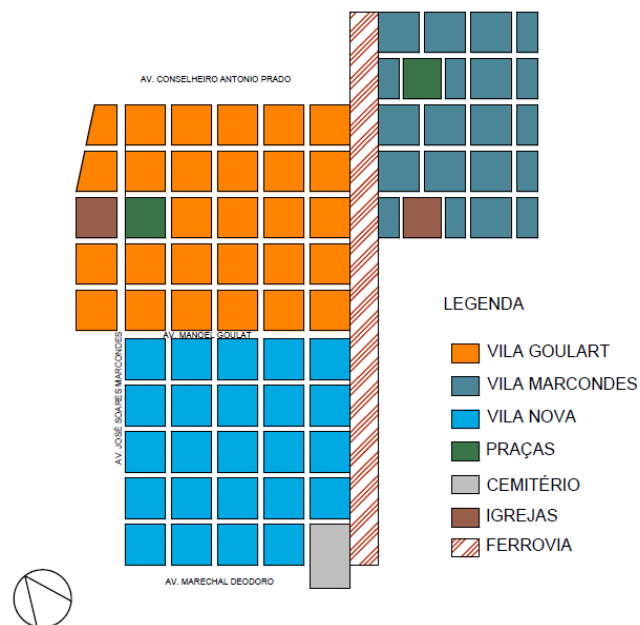 AV. CONSELHEIRO ANTONIO PRADO
AV. MANOEL GOULAT
AV. JOSÉ SOARES MARCONDES
AV. MARECHAL DEODORO
LEGENDA
VILA GOULART
VILA MARCONDES
VILA NOVA
PRAÇAS
CEMITÉRIO
IGREJAS
FERROVIA